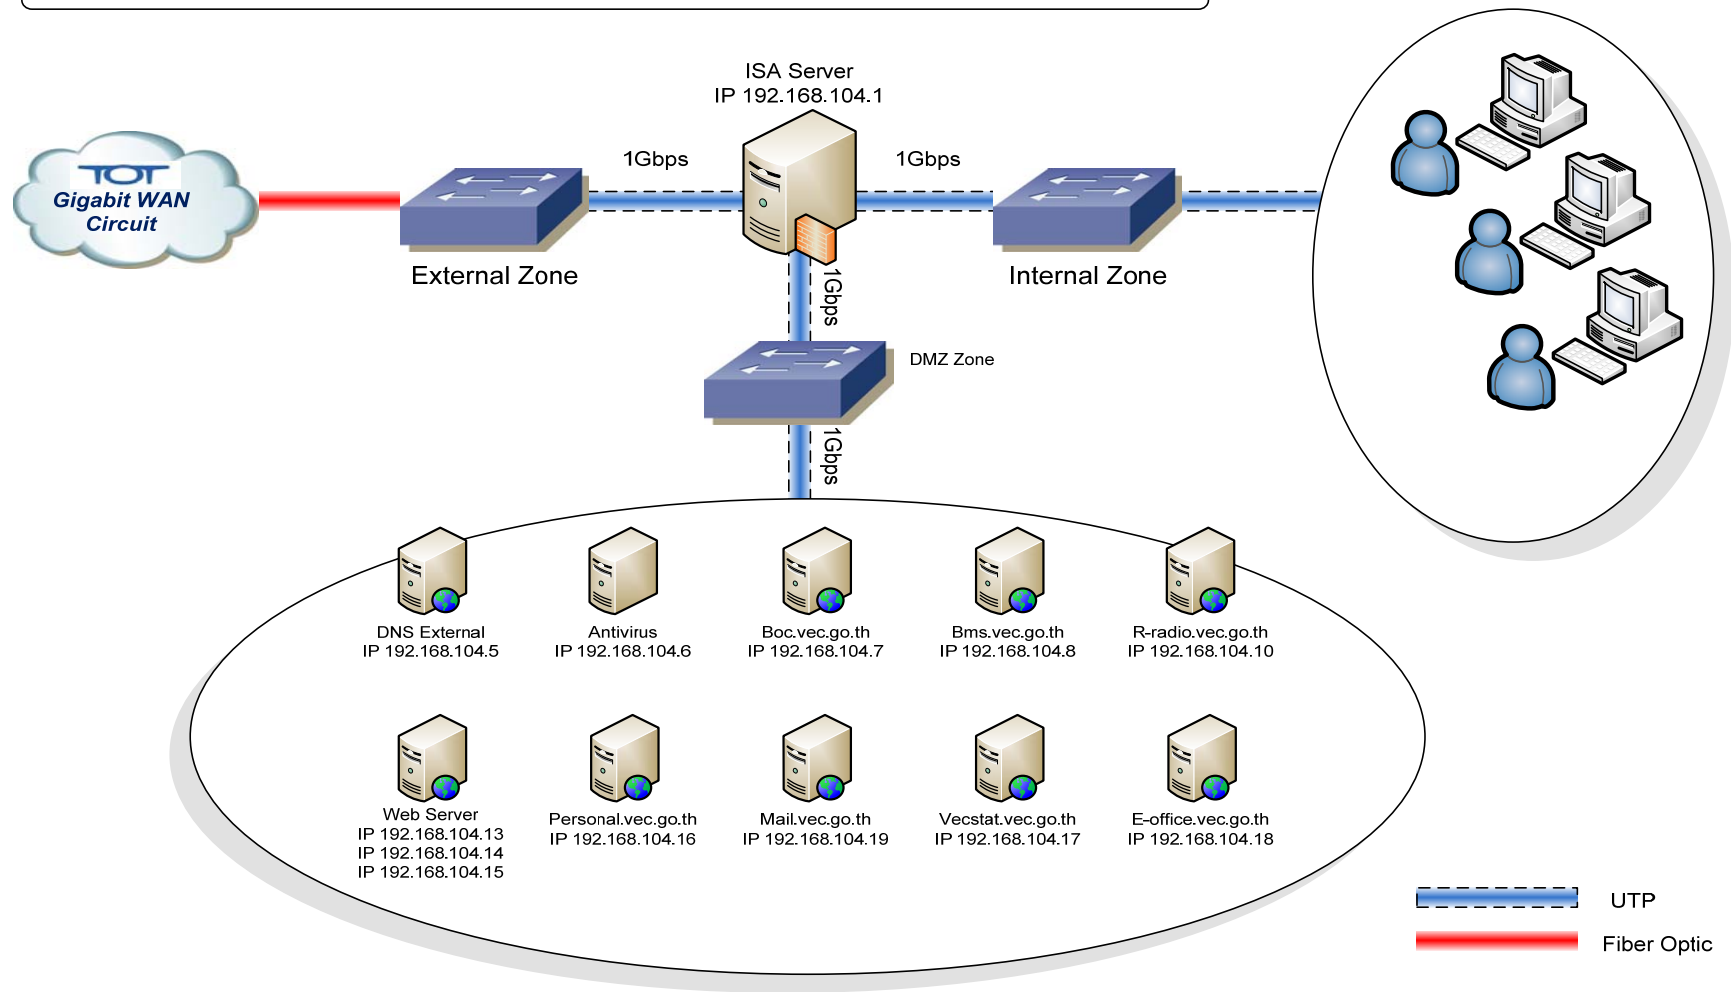 ISA Server
IP 192.168.104.1
TOT
Gigabit WAN
Circuit
1Gbps
1Gbps
External Zone
Internal Zone
1Gbps
DMZ Zone
1Gbps
DNS External
IP 192.168.104.5
Antivirus
IP 192.168.104.6
Boc.vec.go.th
IP 192.168.104.7
Bms.vec.go.th
IP 192.168.104.8
R-radio.vec.go.th
IP 192.168.104.10
Web Server
IP 192.168.104.13
IP 192.168.104.14
IP 192.168.104.15
Personal.vec.go.th
IP 192.168.104.16
Mail.vec.go.th
IP 192.168.104.19
Vecstat.vec.go.th
IP 192.168.104.17
E-office.vec.go.th
IP 192.168.104.18
UTP
Fiber Optic